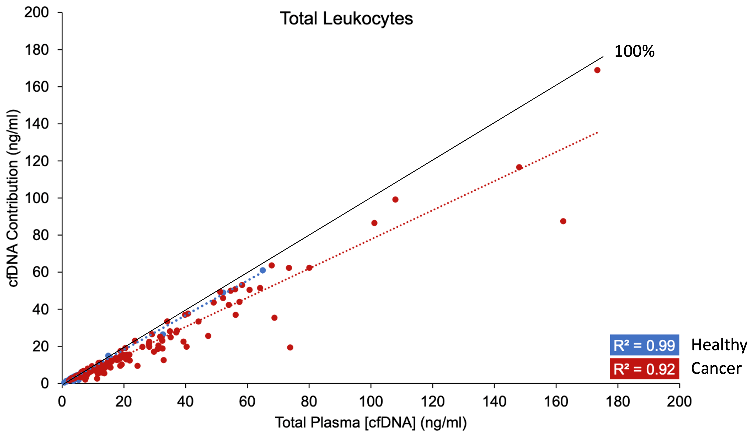 Total Leukocytes
200
180
160
140
120
100
80
60
40
20
0
cfDNA Contribution (ng/ml)
100%
R² = 0.99 Healthy
R² = 0.92 Cancer
0 20 40 60 80 100 120 140 160 180 200
Total Plasma [cfDNA] (ng/ml)